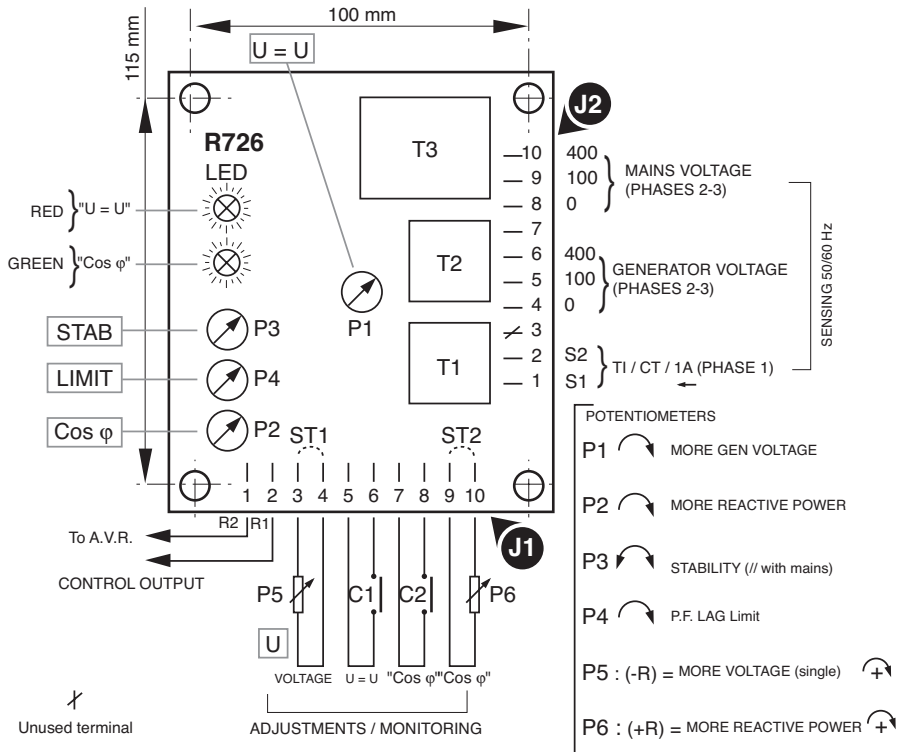 100 mm
115 mm
U = U
J2
R726
LED
T3
10 400
9 100
8 0
MAINS VOLTAGE
(PHASES 2-3)
RED "U = U"
7
GREEN "Cos φ"
T2
6 400
5 100
4 0
GENERATOR VOLTAGE
(PHASES 2-3)
SENSING 50/60 Hz
P1
STAB
P3
3
T1
2 S2
1 S1
TI / CT / 1A (PHASE 1)
LIMIT
P4
Cos φ
P2
ST1
ST2
1 2 3 4 5 6 7 8 9 10
R2 R1
J1
To A.V.R.
CONTROL OUTPUT
P5
C1
C2
P6
U
VOLTAGE
U = U
"Cos φ"
"Cos φ"
ADJUSTMENTS / MONITORING
Unused terminal
POTENTIOMETERS
P1 MORE GEN VOLTAGE
P2 MORE REACTIVE POWER
P3 STABILITY (// with mains)
P4 P.F. LAG Limit
P5 : (-R) = MORE VOLTAGE (single) +
P6 : (+R) = MORE REACTIVE POWER +